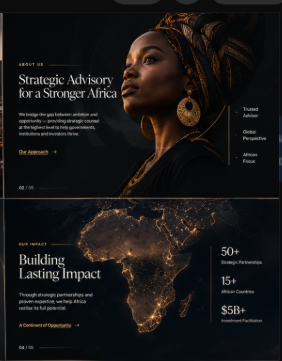 ABOUT US
Strategic Advisory
for a Stronger Africa
We bridge the gap between ambition and
opportunity — providing strategic counsel
at the highest level to help governments,
institutions and investors thrive.
Our Approach →
Trusted
Advisor
Global
Perspective
African
Focus
03 / 05
OUR IMPACT
Building
Lasting Impact
Through strategic partnerships and
proven expertise, we help Africa
realise its full potential.
A Continent of Opportunity →
50+
Strategic Partnerships
15+
African Countries
$5B+
Investment Facilitation
04 / 05